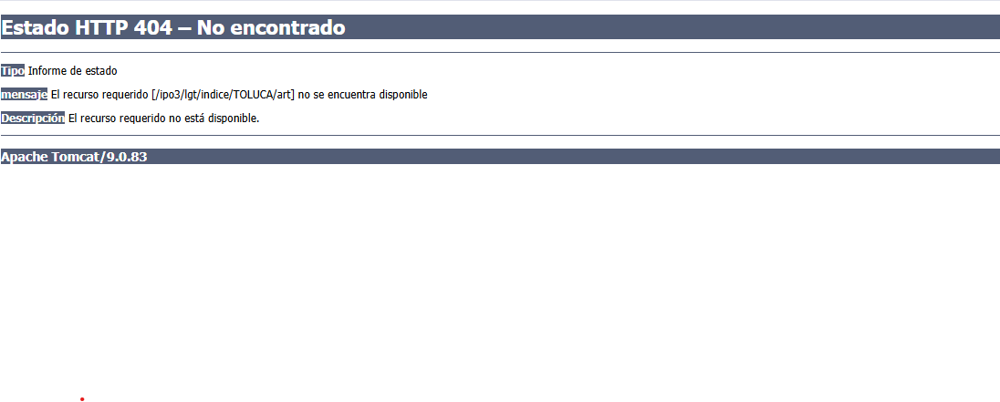 Estado HTTP 404 – No encontrado
Tipo Informe de estado
mensaje El recurso requerido [/ipo3/lgt/indice/TOLUCA/art] no se encuentra disponible
Descripción El recurso requerido no está disponible.
Apache Tomcat/9.0.83